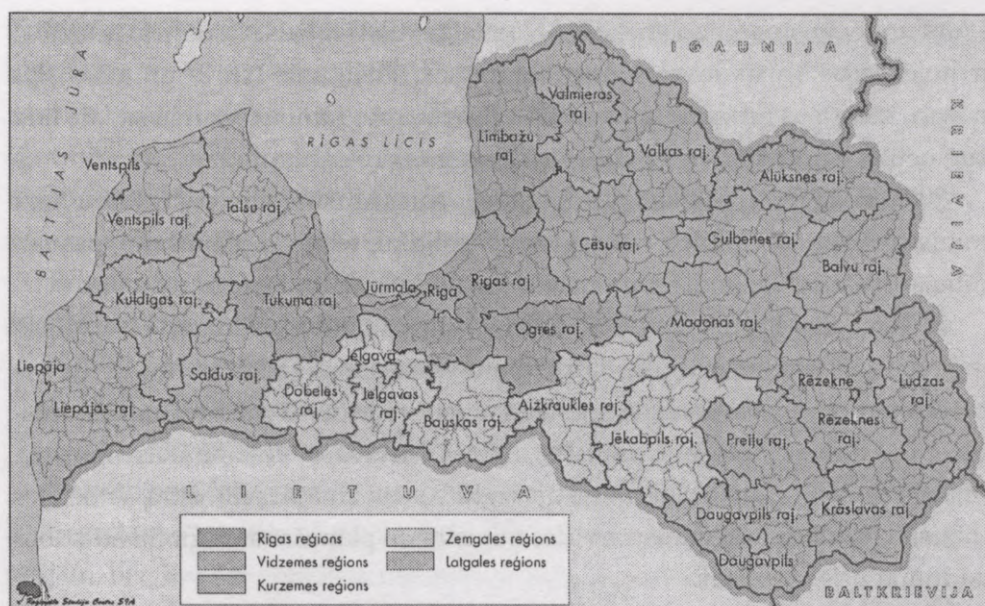 IGAUNIJA
KRIEVIJA
BALTIJAS JŪRA
RĪGAS LĪCIS
Valmieras raj.
Limbažu raj.
Valkas raj.
Alūksnes raj.
Ventspils
Ventspils raj.
Talsu raj.
Cēsu raj.
Gulbenes raj.
Balvu raj.
Kuldīgas raj.
Tukuma raj.
Jūrmala
Rīga
Rīgas raj.
Ogres raj.
Madonas raj.
Liepāja
Liepājas raj.
Saldus raj.
Dobeles raj.
Jelgava
Jelgavas raj.
Bauskas raj.
Aizkraukles raj.
Jēkabpils raj.
Preiļu raj.
Rēzekne
Rēzeknes raj.
Ludzas raj.
Daugavpils raj.
Daugavpils
Krāslavas raj.
LIETUVA
BALTKRIEVIJA
Rīgas reģions
Vidzemes reģions
Kurzemes reģions
Zemgales reģions
Latgales reģions